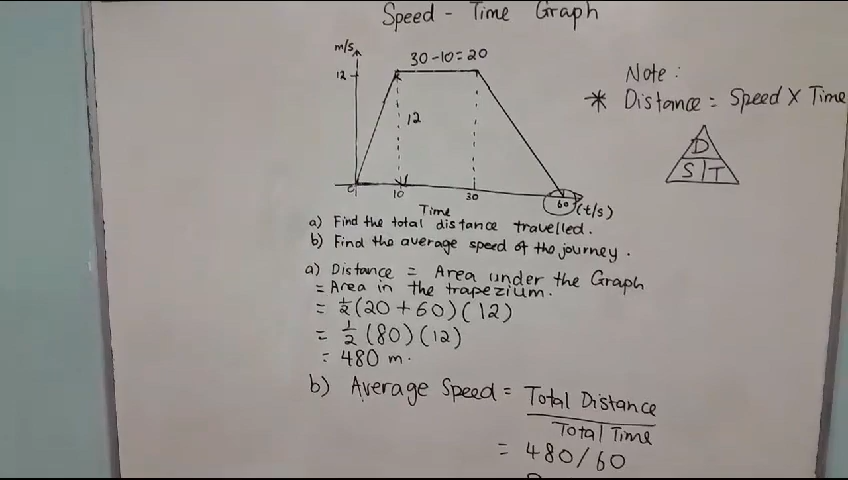 Speed - Time Graph
m/s
30-10=20
12
12
0
10
30
60
(t/s)
Time
Note:
* Distance = Speed X Time
D
S T
a) Find the total distance travelled.
b) Find the average speed of the journey.
a) Distance = Area under the Graph
= Area in the trapezium.
= 1/2 (20 + 60) (12)
= 1/2 (80) (12)
= 480 m.
b) Average Speed = Total Distance
Total Time
= 480/60